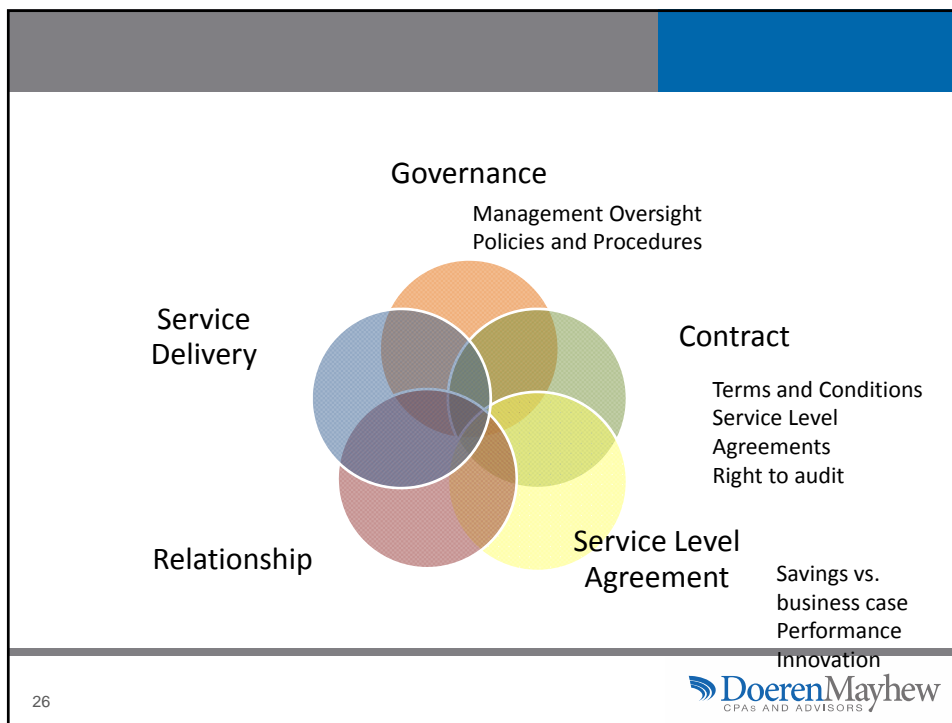 Governance
Management Oversight
Policies and Procedures
Service
Delivery
Contract
Terms and Conditions
Service Level
Agreements
Right to audit
Relationship
Service Level
Agreement
Savings vs.
business case
Performance
Innovation
26
DoerenMayhew
CPAs AND ADVISORS